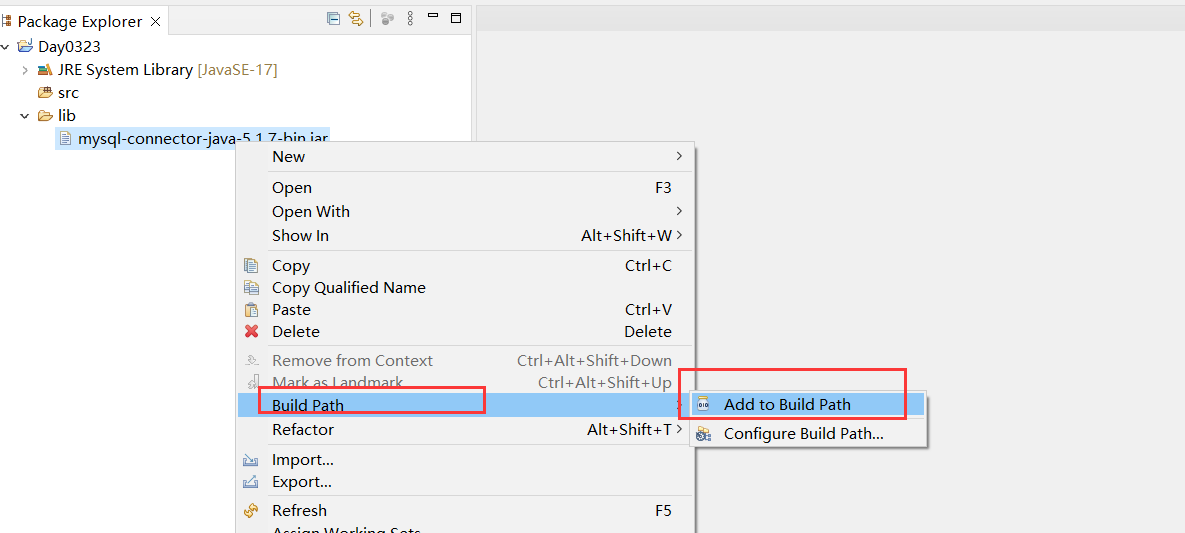 Package Explorer
Day0323
JRE System Library [JavaSE-17]
src
lib
mysql-connector-java-5.1.7-bin.jar
New
Open F3
Open With
Show In Alt+Shift+W
Copy Ctrl+C
Copy Qualified Name
Paste Ctrl+V
Delete Delete
Remove from Context Ctrl+Alt+Shift+Down
Mark as Landmark Ctrl+Alt+Shift+Up
Build Path
Add to Build Path
Refactor Alt+Shift+T
Configure Build Path...
Import...
Export...
Refresh F5
Assign Working Sets